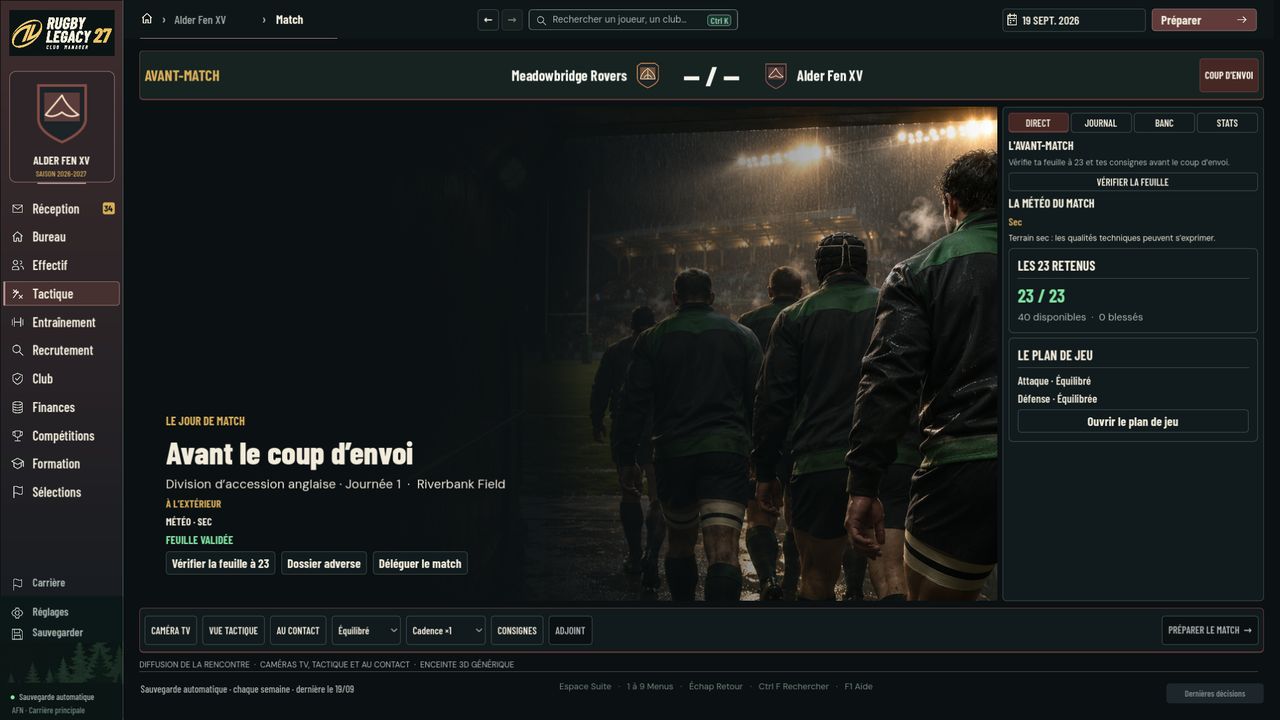 RUGBY
LEGACY 27
CLUB MANAGER
ALDER FEN XV
SAISON 2026-2027
Réception 34
Bureau
Effectif
Tactique
Entraînement
Recrutement
Club
Finances
Compétitions
Formation
Sélections
Carrière
Réglages
Sauvegarder
Sauvegarde automatique
AFN · Carrière principale
› Alder Fen XV › Match
← →
Rechercher un joueur, un club... Ctrl K
19 SEPT. 2026
Préparer →
AVANT-MATCH
Meadowbridge Rovers – / – Alder Fen XV
COUP D'ENVOI
LE JOUR DE MATCH
Avant le coup d’envoi
Division d’accession anglaise · Journée 1 · Riverbank Field
À L'EXTÉRIEUR
MÉTÉO · SEC
FEUILLE VALIDÉE
Vérifier la feuille à 23 Dossier adverse Déléguer le match
DIRECT JOURNAL BANC STATS
L'AVANT-MATCH
Vérifie ta feuille à 23 et tes consignes avant le coup d'envoi.
VÉRIFIER LA FEUILLE
LA MÉTÉO DU MATCH
Sec
Terrain sec : les qualités techniques peuvent s'exprimer.
LES 23 RETENUS
23 / 23
40 disponibles · 0 blessés
LE PLAN DE JEU
Attaque · Équilibré
Défense · Équilibrée
Ouvrir le plan de jeu
CAMÉRA TV VUE TACTIQUE AU CONTACT Équilibré Cadence ×1 CONSIGNES ADJOINT PRÉPARER LE MATCH →
DIFFUSION DE LA RENCONTRE · CAMÉRAS TV, TACTIQUE ET AU CONTACT · ENCEINTE 3D GÉNÉRIQUE
Sauvegarde automatique · chaque semaine · dernière le 19/09
Espace Suite · 1 à 9 Menus · Échap Retour · Ctrl F Rechercher · F1 Aide
Dernières décisions